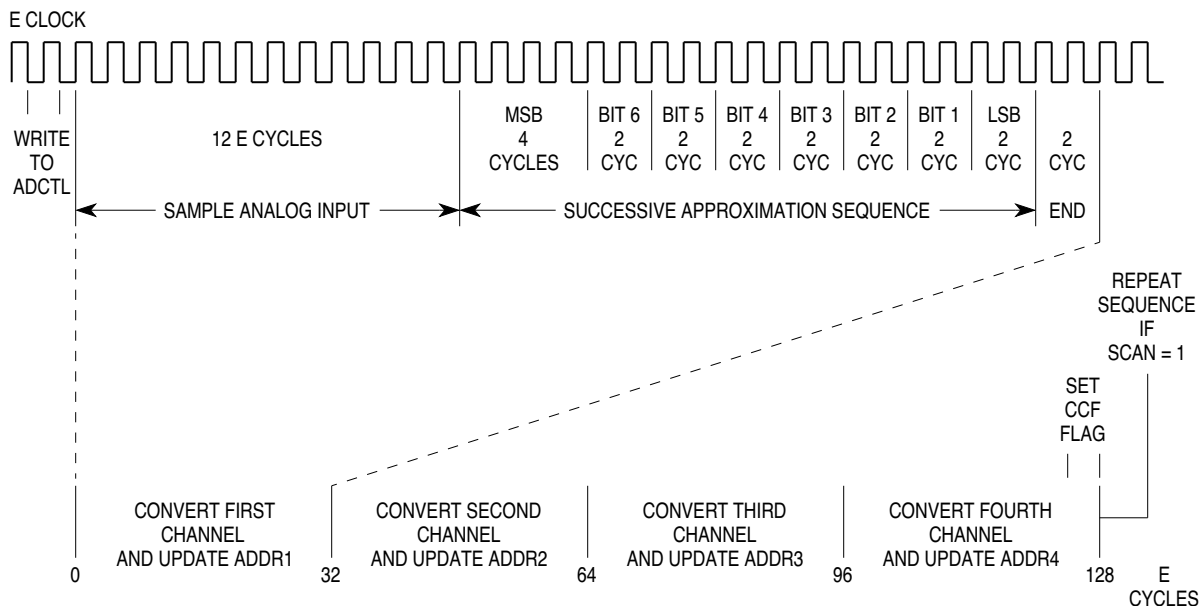 E CLOCK
WRITE
TO
ADCTL
12 E CYCLES
MSB
4
CYCLES
BIT 6
2
CYC
BIT 5
2
CYC
BIT 4
2
CYC
BIT 3
2
CYC
BIT 2
2
CYC
BIT 1
2
CYC
LSB
2
CYC
2
CYC
SAMPLE ANALOG INPUT
SUCCESSIVE APPROXIMATION SEQUENCE
END
REPEAT
SEQUENCE
IF
SCAN = 1
SET
CCF
FLAG
CONVERT FIRST
CHANNEL
AND UPDATE ADDR1
CONVERT SECOND
CHANNEL
AND UPDATE ADDR2
CONVERT THIRD
CHANNEL
AND UPDATE ADDR3
CONVERT FOURTH
CHANNEL
AND UPDATE ADDR4
0
32
64
96
128
E
CYCLES